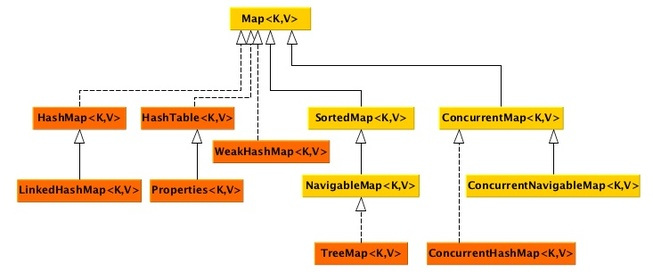 Map<K,V>
HashMap<K,V>
HashTable<K,V>
SortedMap<K,V>
ConcurrentMap<K,V>
WeakHashMap<K,V>
LinkedHashMap<K,V>
Properties<K,V>
NavigableMap<K,V>
ConcurrentNavigableMap<K,V>
TreeMap<K,V>
ConcurrentHashMap<K,V>